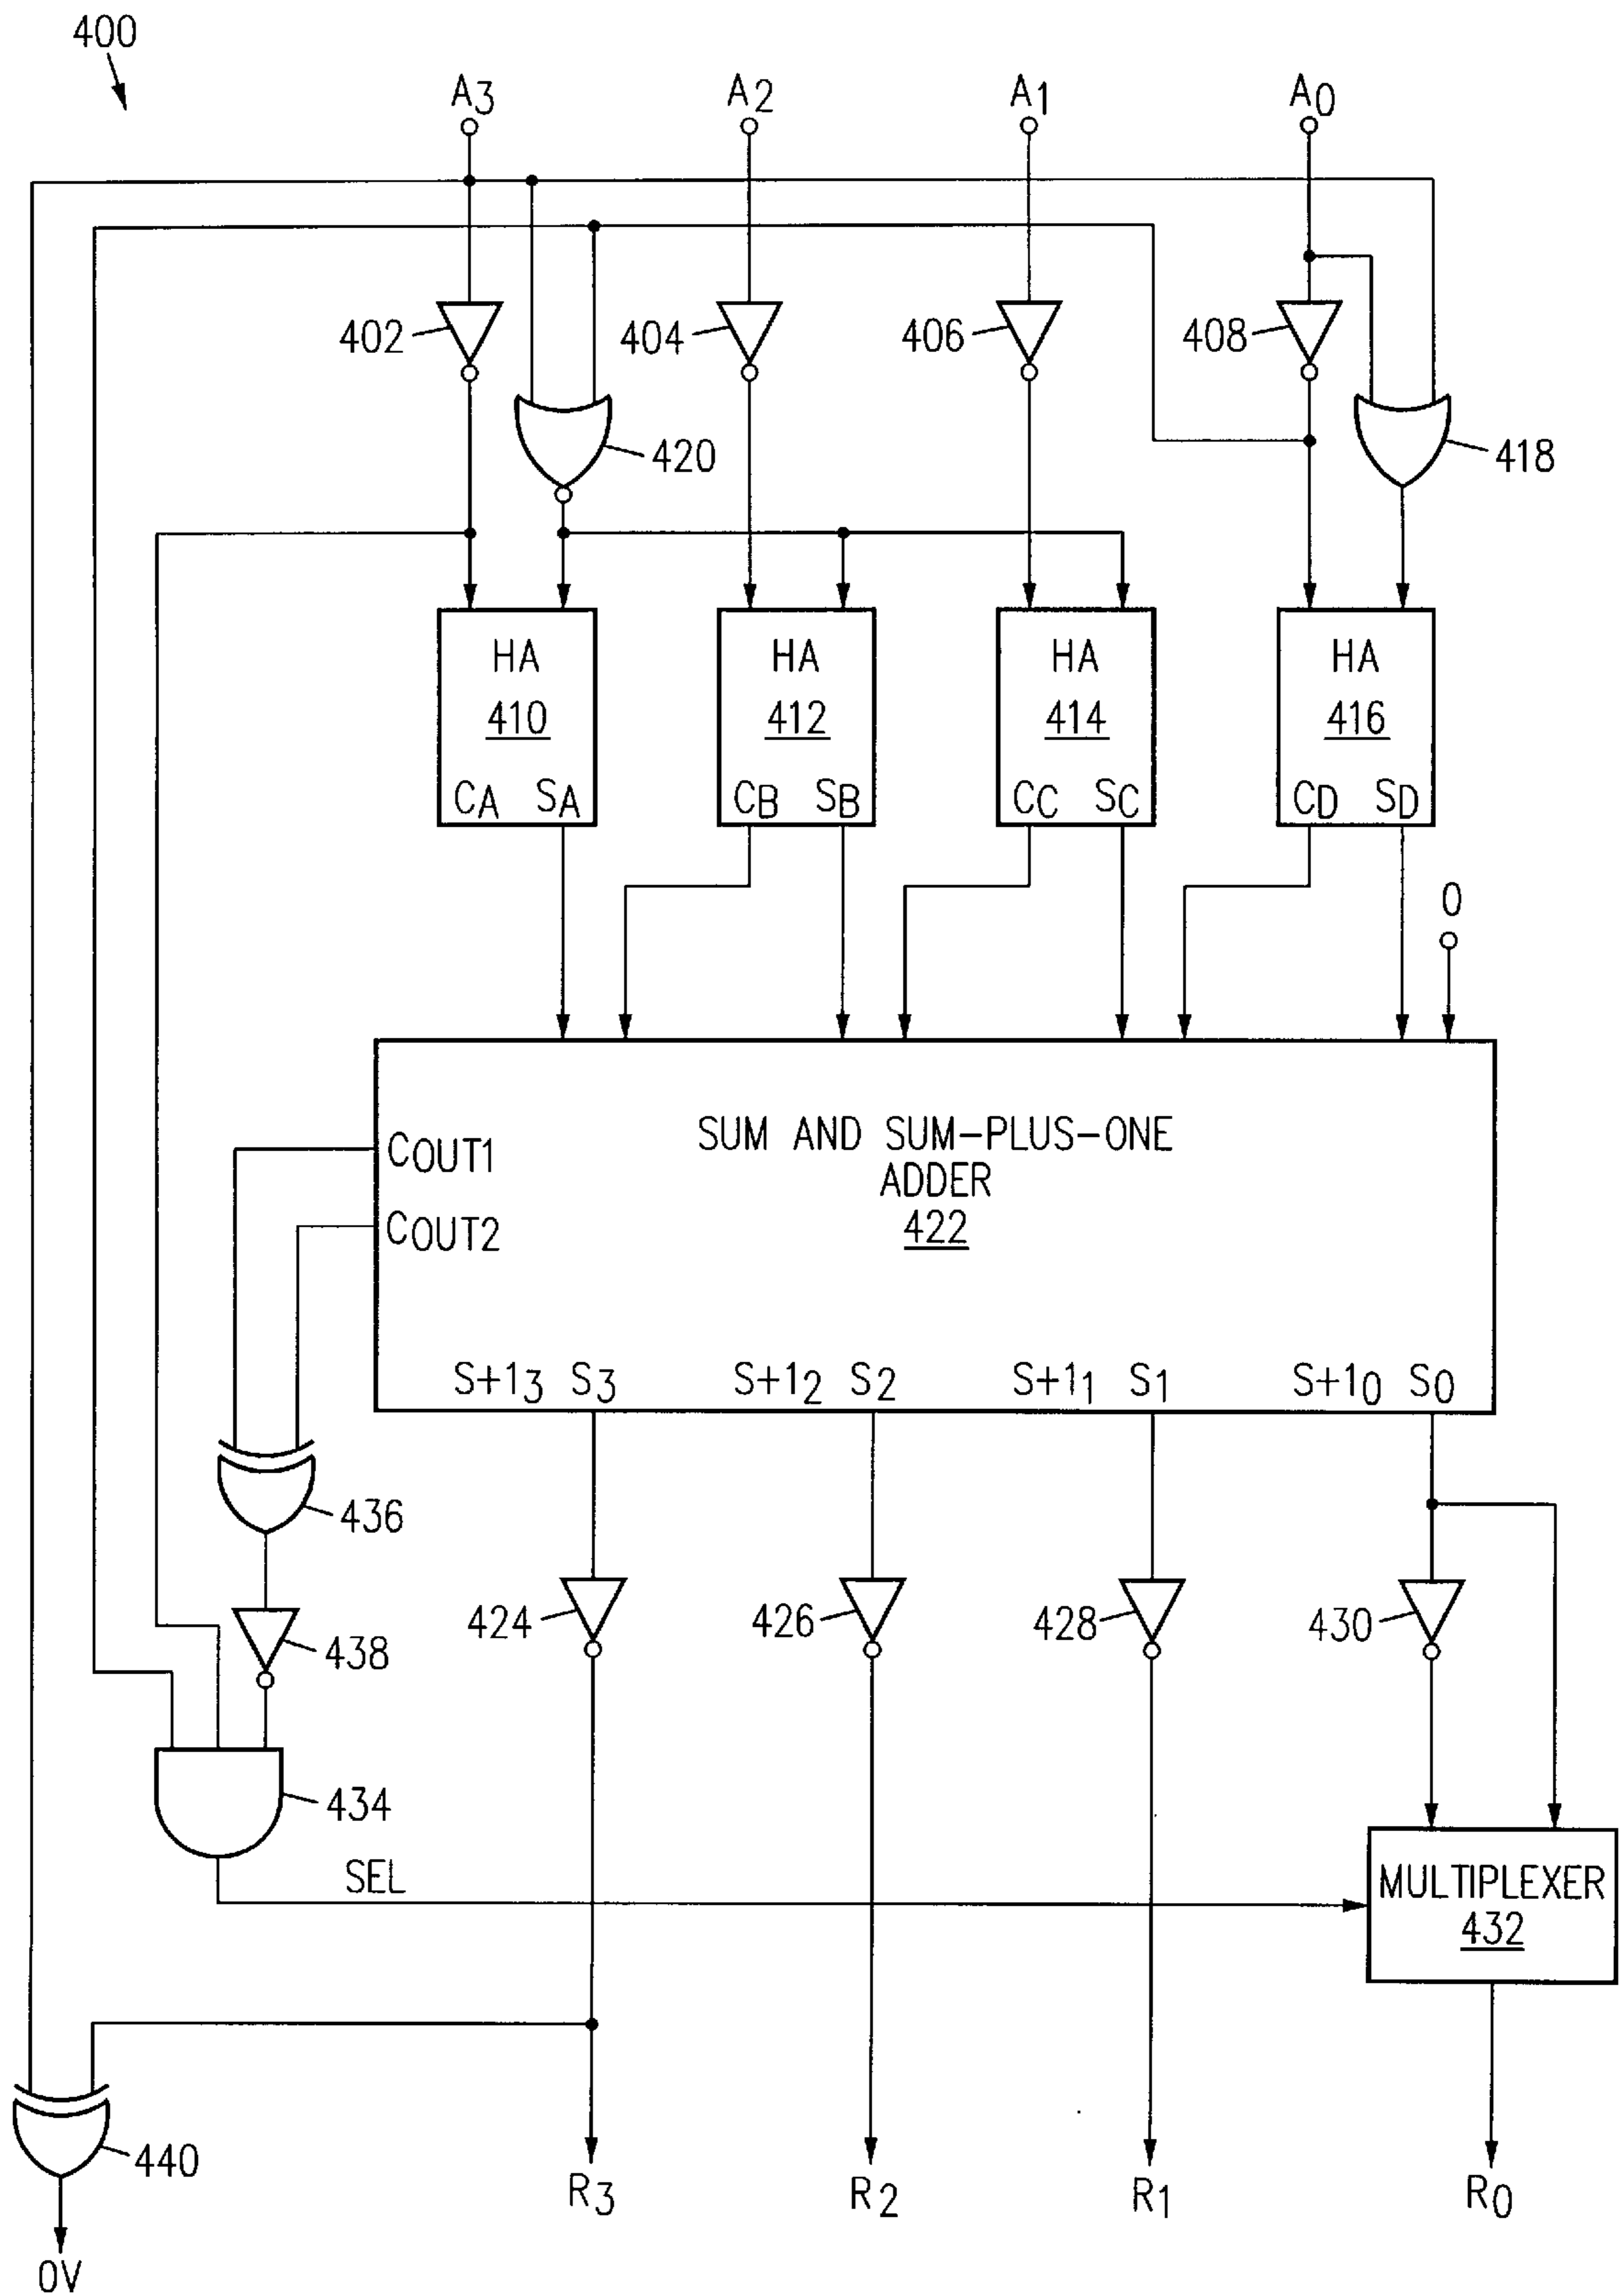 400
A3 A2 A1 A0
402 404 406 408
420 418
HA HA HA HA
410 412 414 416
CA SA CB SB CC SC CD SD
0
COUT1
SUM AND SUM-PLUS-ONE
ADDER
COUT2
422
S+13 S3 S+12 S2 S+11 S1 S+10 S0
436
424 426 428 430
438
434
SEL
MULTIPLEXER
432
440
R3 R2 R1 R0
OV